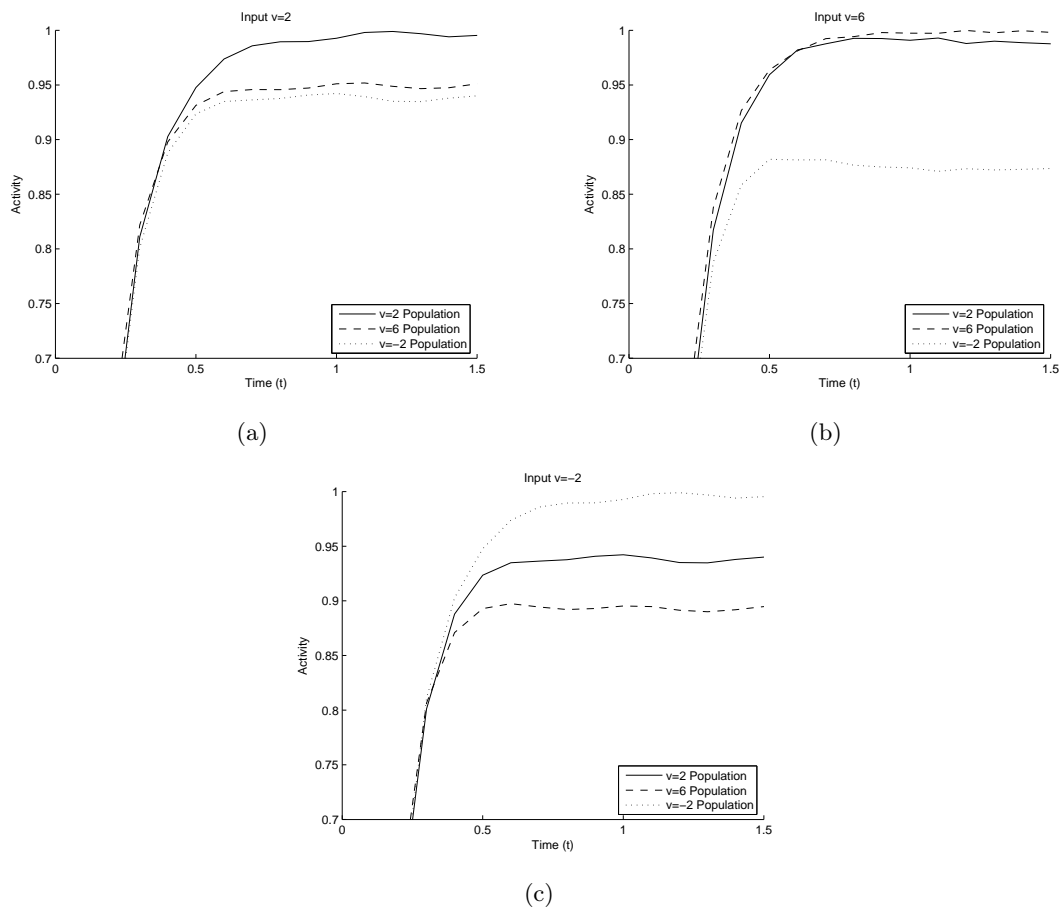 Input v=2
1
0.95
0.9
0.85
0.8
0.75
0.7
Activity
0
0.5
1
1.5
Time (t)
v=2 Population
v=6 Population
v=−2 Population
(a)
Input v=6
1
0.95
0.9
0.85
0.8
0.75
0.7
Activity
0
0.5
1
1.5
Time (t)
v=2 Population
v=6 Population
v=−2 Population
(b)
Input v=−2
1
0.95
0.9
0.85
0.8
0.75
0.7
Activity
0
0.5
1
1.5
Time (t)
v=2 Population
v=6 Population
v=−2 Population
(c)